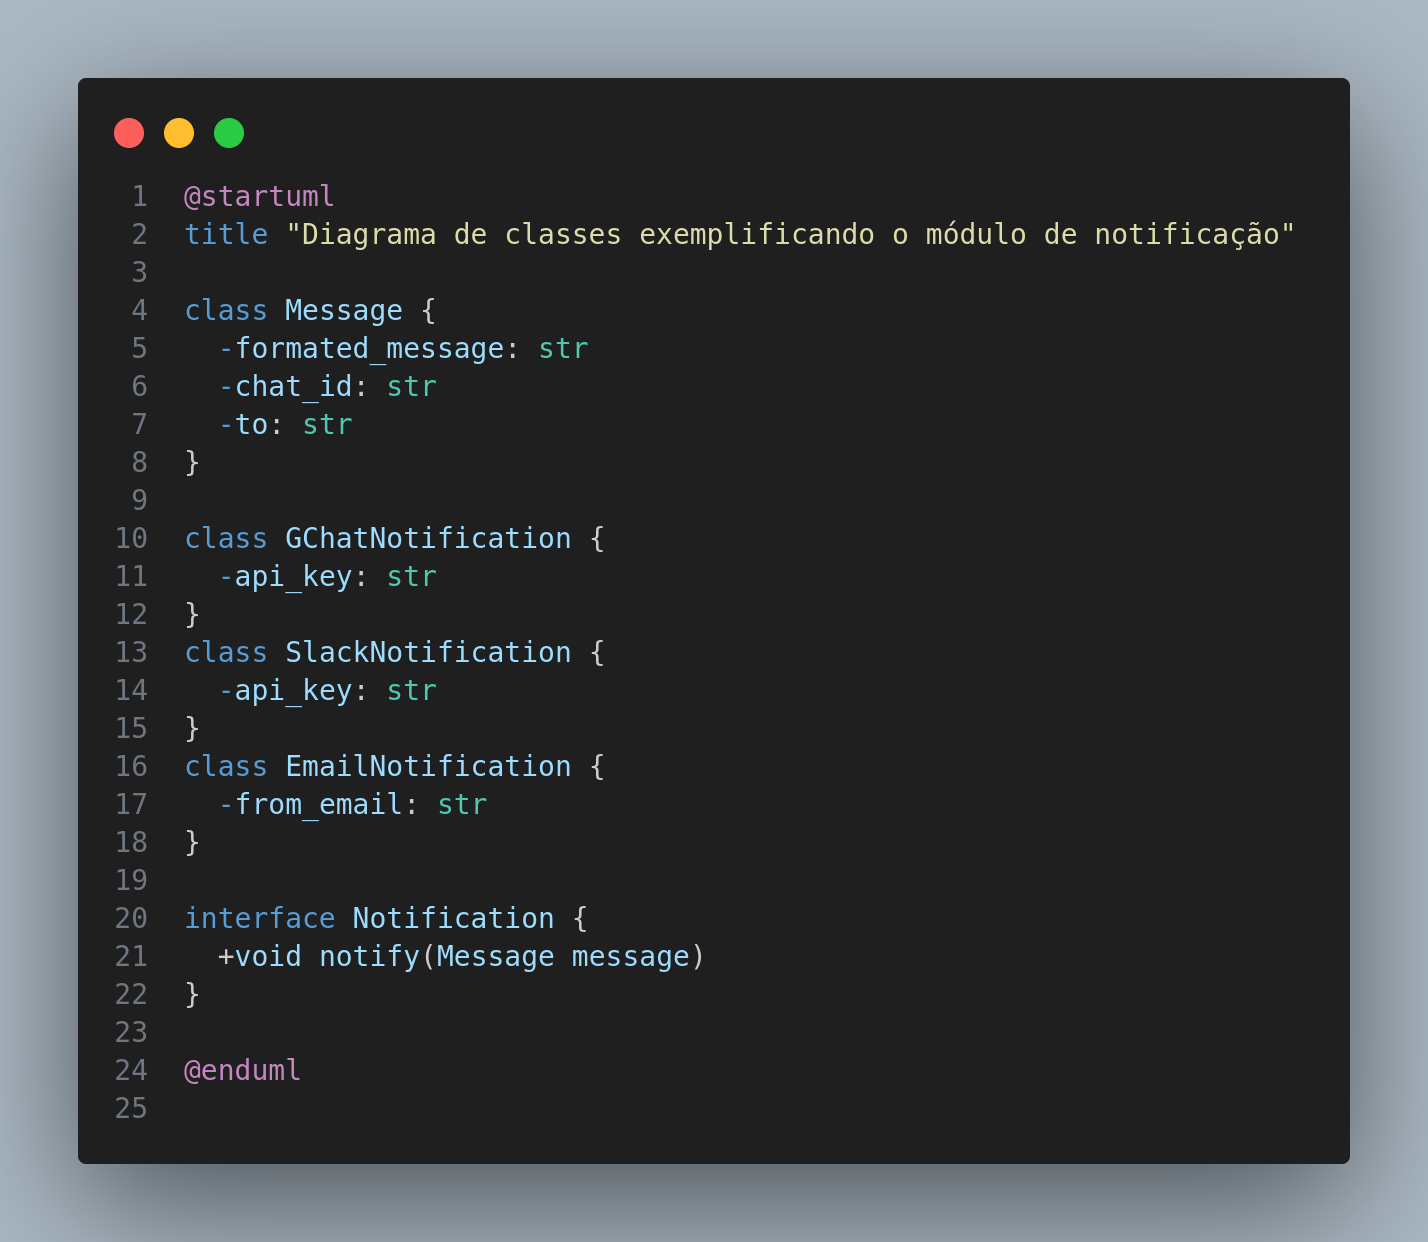 1 @startuml
2 title "Diagrama de classes exemplificando o módulo de notificação"
3
4 class Message {
5   -formated_message: str
6   -chat_id: str
7   -to: str
8 }
9
10 class GChatNotification {
11   -api_key: str
12 }
13 class SlackNotification {
14   -api_key: str
15 }
16 class EmailNotification {
17   -from_email: str
18 }
19
20 interface Notification {
21   +void notify(Message message)
22 }
23
24 @enduml
25